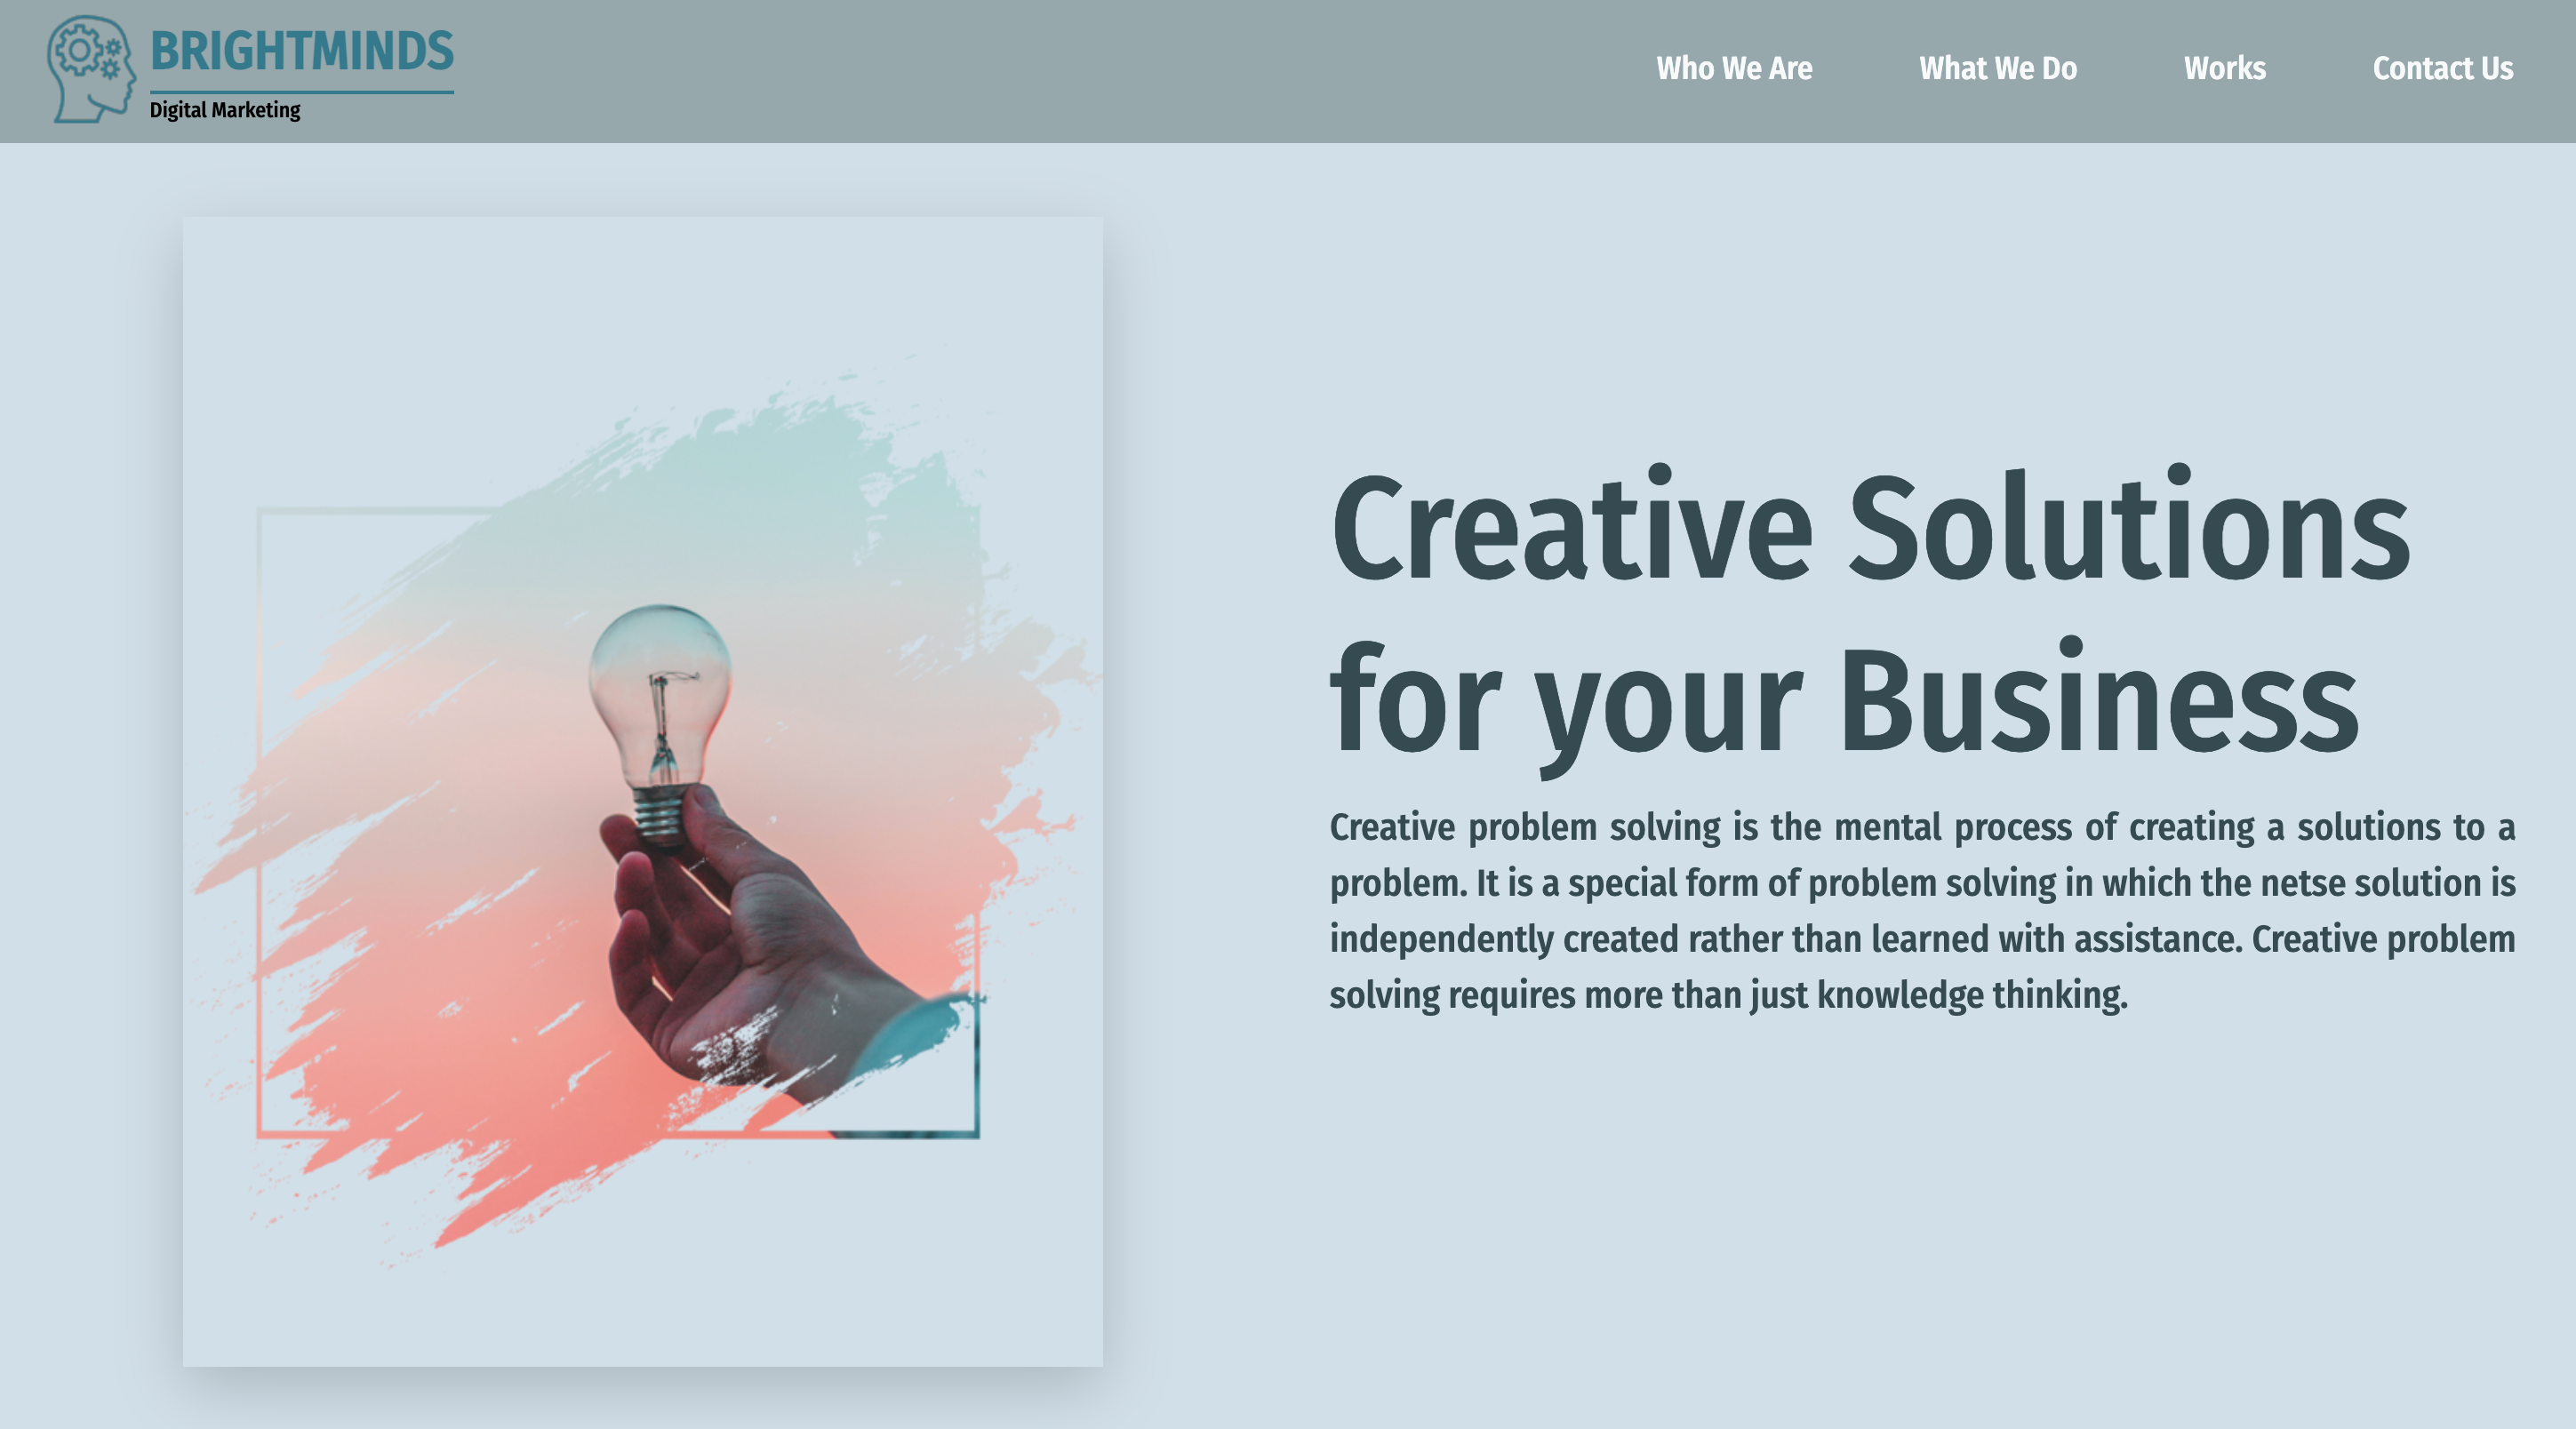 BRIGHTMINDS
Digital Marketing
Who We Are
What We Do
Works
Contact Us
Creative Solutions
for your Business
Creative problem solving is the mental process of creating a solutions to a
problem. It is a special form of problem solving in which the netse solution is
independently created rather than learned with assistance. Creative problem
solving requires more than just knowledge thinking.